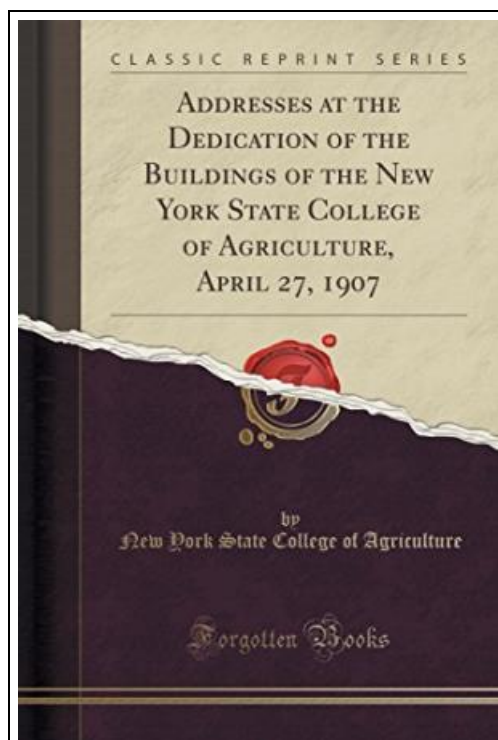 CLASSIC REPRINT SERIES
ADDRESSES AT THE
DEDICATION OF THE
BUILDINGS OF THE NEW
YORK STATE COLLEGE
OF AGRICULTURE,
APRIL 27, 1907
by
New York State College of Agriculture
Forgotten Books